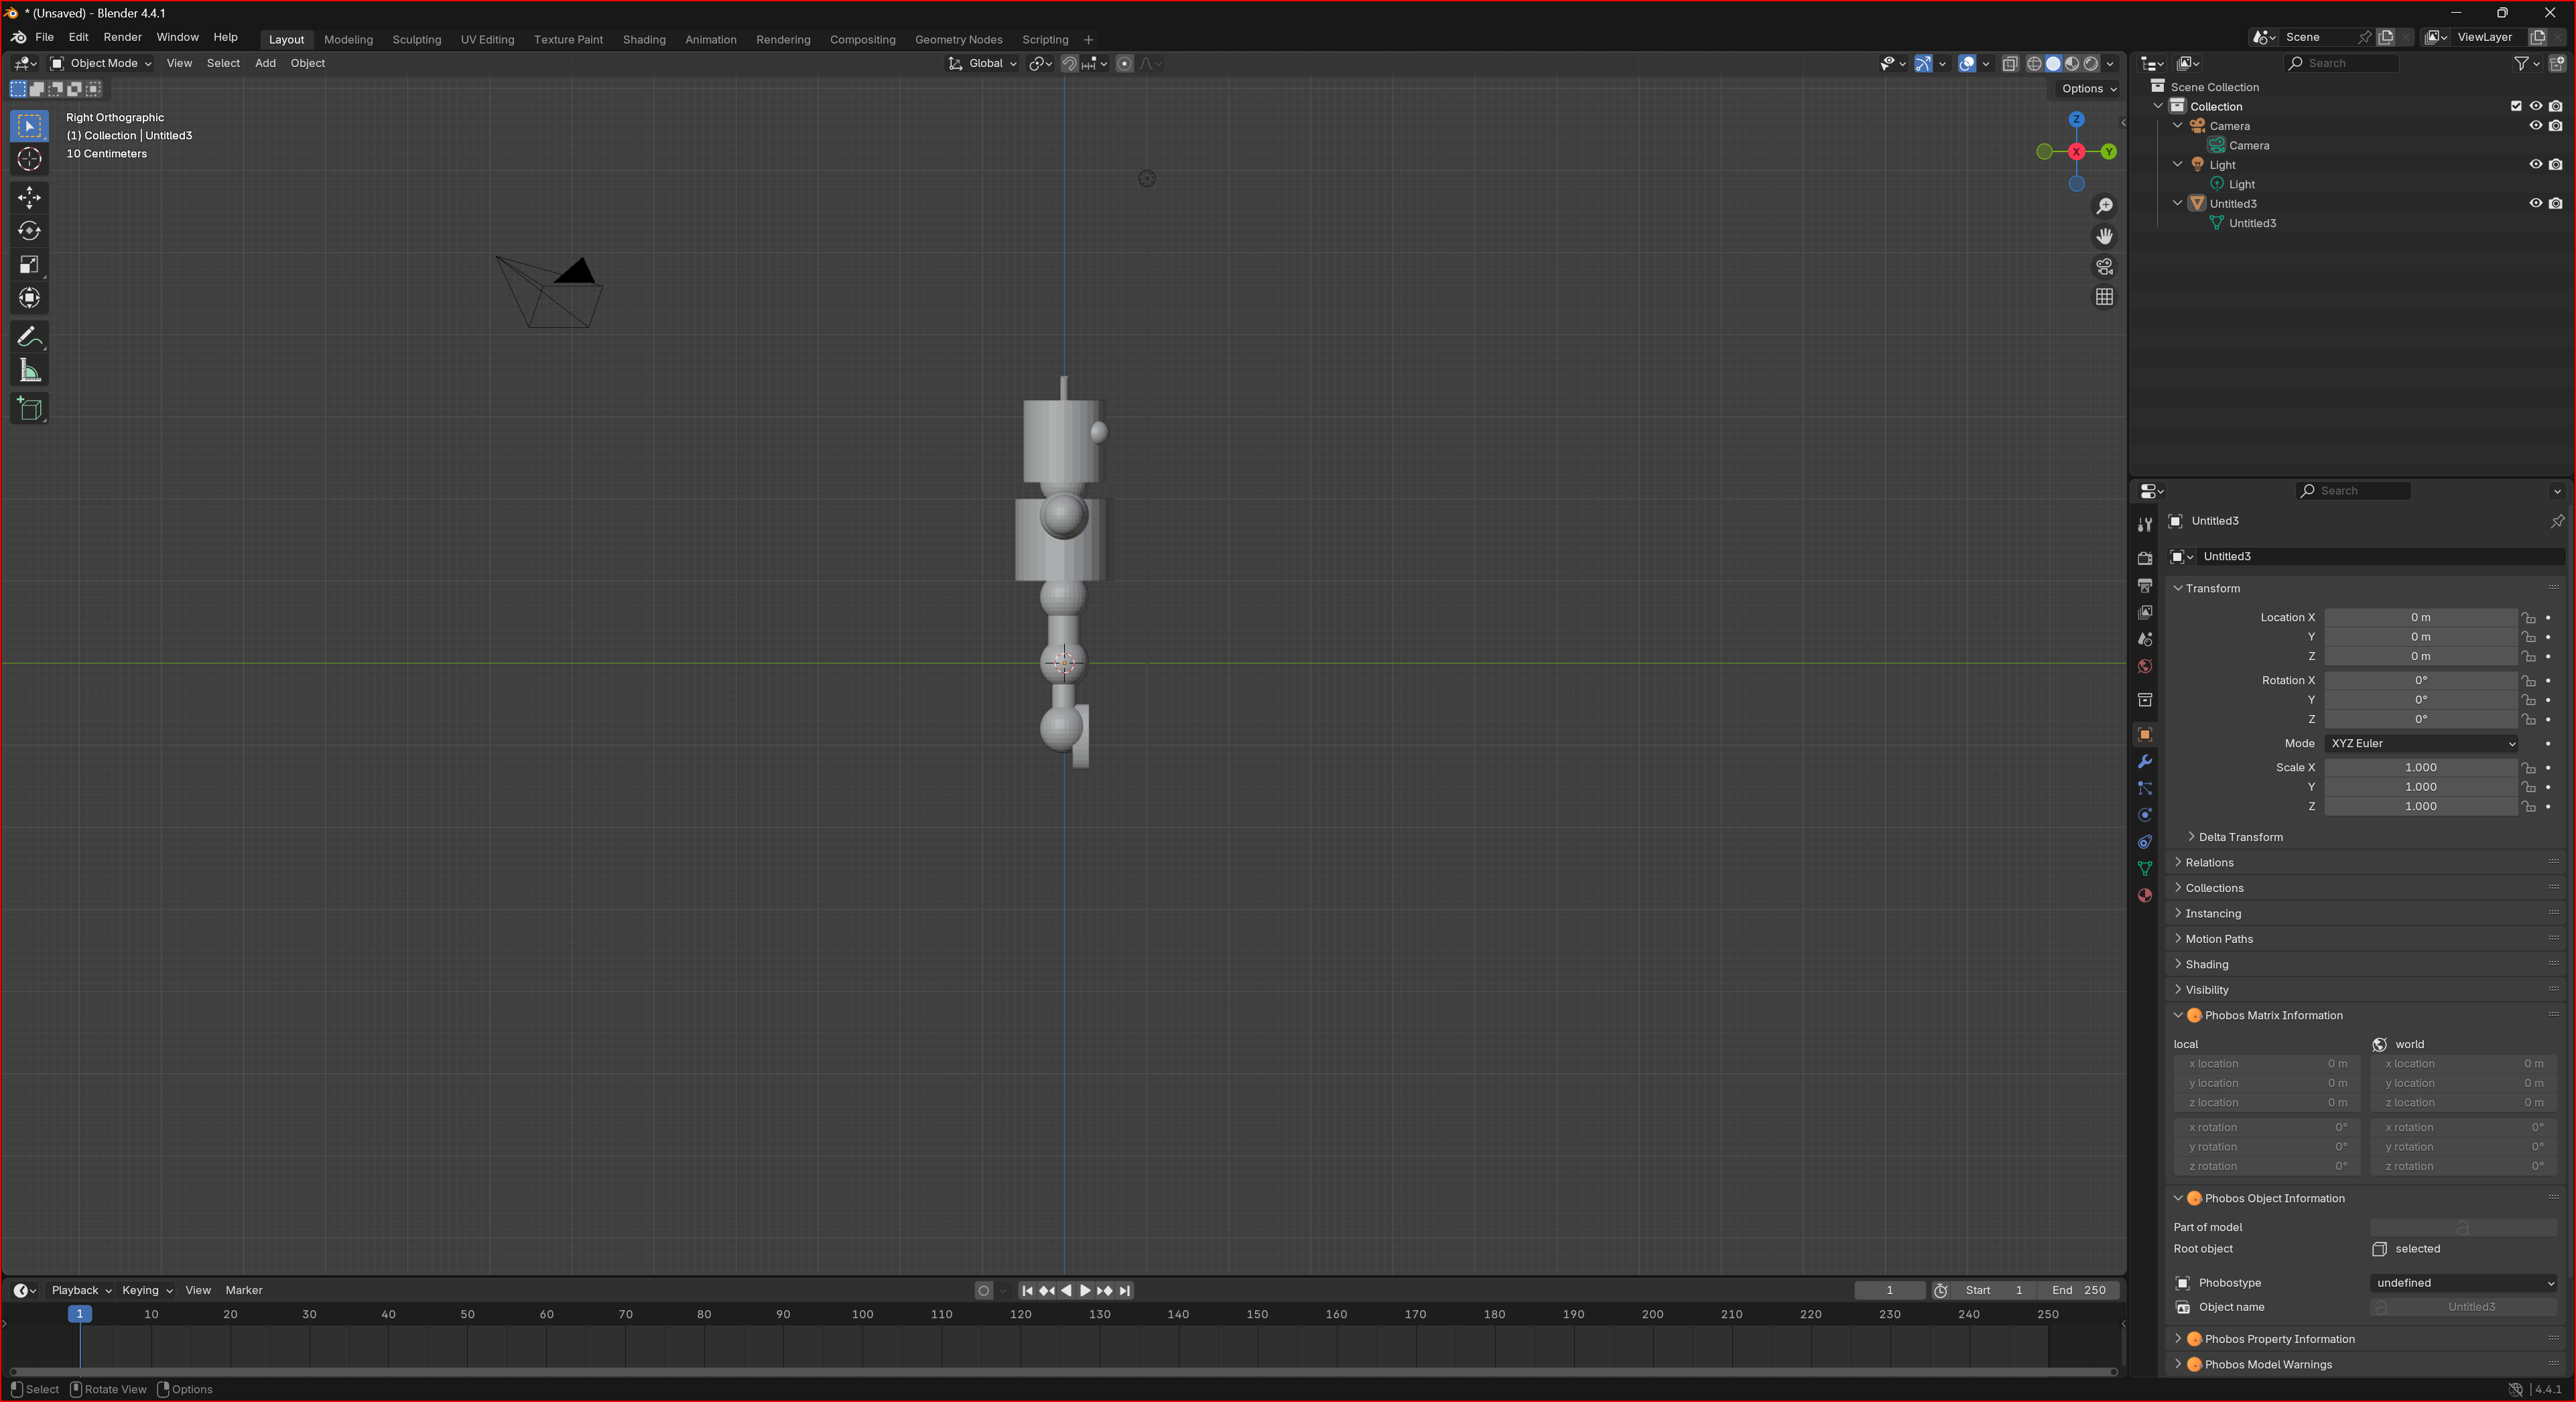 * (Unsaved) - Blender 4.4.1
File Edit Render Window Help
Layout Modeling Sculpting UV Editing Texture Paint Shading Animation Rendering Compositing Geometry Nodes Scripting +
Scene
ViewLayer
Object Mode View Select Add Object
Global
Options
Right Orthographic
(1) Collection | Untitled3
10 Centimeters
Z
X
Y
Search
Scene Collection
Collection
Camera
Camera
Light
Light
Untitled3
Untitled3
Search
Untitled3
Untitled3
Transform
Location X 0 m
Y 0 m
Z 0 m
Rotation X 0°
Y 0°
Z 0°
Mode XYZ Euler
Scale X 1.000
Y 1.000
Z 1.000
Delta Transform
Relations
Collections
Instancing
Motion Paths
Shading
Visibility
Phobos Matrix Information
local world
x location 0 m x location 0 m
y location 0 m y location 0 m
z location 0 m z location 0 m
x rotation 0° x rotation 0°
y rotation 0° y rotation 0°
z rotation 0° z rotation 0°
Phobos Object Information
Part of model a
Root object selected
Phobostype undefined
Object name a Untitled3
Phobos Property Information
Phobos Model Warnings
Playback Keying View Marker
1 Start 1 End 250
1 10 20 30 40 50 60 70 80 90 100 110 120 130 140 150 160 170 180 190 200 210 220 230 240 250
Select Rotate View Options
4.4.1